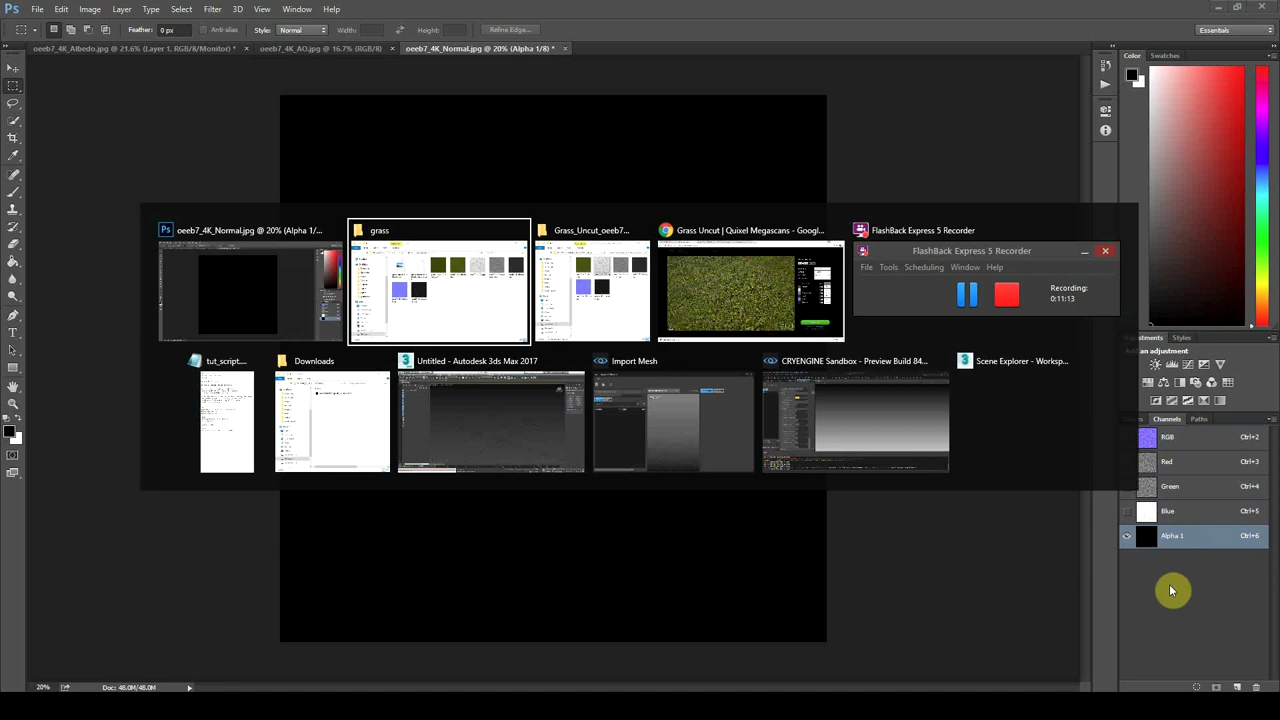 Ps File Edit Image Layer Type Select Filter 3D View Window Help
Feather: 0 px Anti-alias Style: Normal Width: Height: Refine Edge... Essentials
oeeb7_4K_Albedo.jpg @ 21.6% (Layer 1, RGB/8/Monitor) * × oeeb7_4K_AO.jpg @ 16.7% (RGB/8) × oeeb7_4K_Normal.jpg @ 20% (Alpha 1/8) * ×
Color Swatches
Ps oeeb7_4K_Normal.jpg @ 20% (Alpha 1/...
grass
Grass_Uncut_oeeb7...
Grass Uncut | Quixel Megascans - Googl...
FlashBack Express 5 Recorder
FlashBack Express 5 Recorder
File Tools Scheduling Window Help
Recording:
0:11:13
Adjustments Styles
Add an adjustment
tut_script....
Downloads
Untitled - Autodesk 3ds Max 2017
Import Mesh
CRYENGINE Sandbox - Preview Build 84...
Scene Explorer - Worksp...
Channels Paths
RGB Ctrl+2
Red Ctrl+3
Green Ctrl+4
Blue Ctrl+5
Alpha 1 Ctrl+6
20% Doc: 48.0M/48.0M